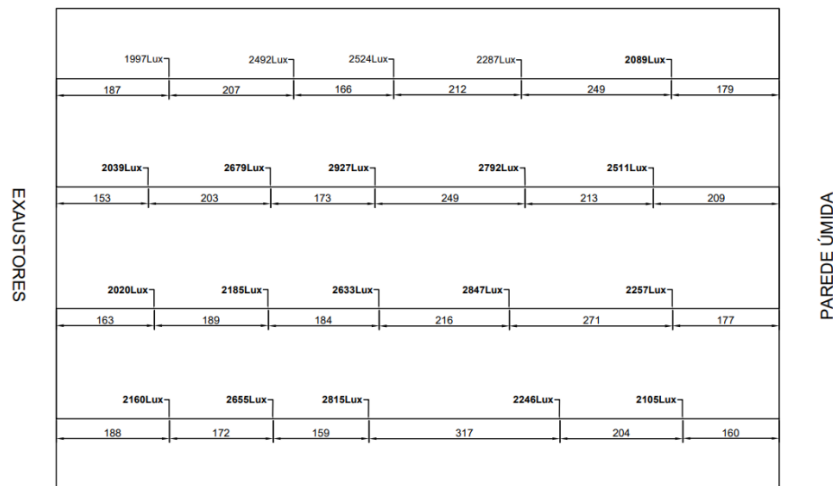 1997Lux 2492Lux 2524Lux 2287Lux 2089Lux
187 207 166 212 249 179
2039Lux 2679Lux 2927Lux 2792Lux 2511Lux
153 203 173 249 213 209
EXAUSTORES
PAREDE ÚMIDA
2020Lux 2185Lux 2633Lux 2847Lux 2257Lux
163 189 184 216 271 177
2160Lux 2655Lux 2815Lux 2246Lux 2105Lux
188 172 159 317 204 160